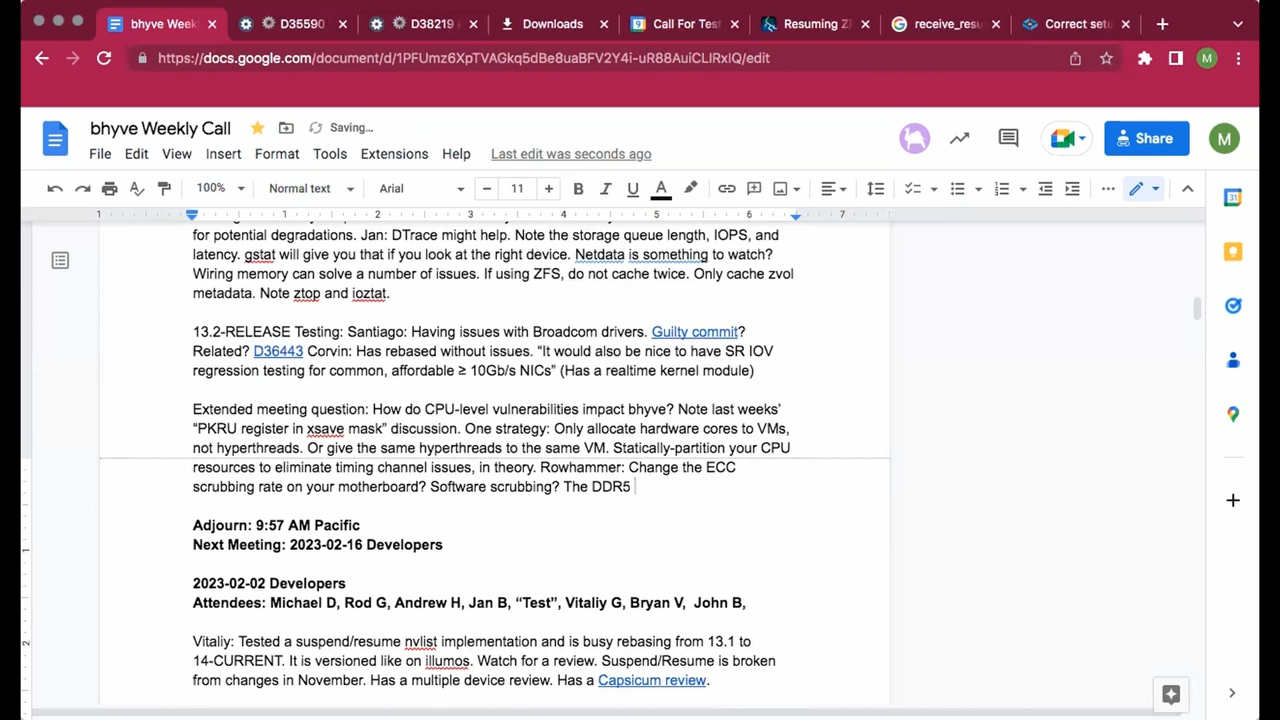 bhyve Weekl
D35590
D38219
Downloads
Call For Tes
Resuming Z
receive_resu
Correct setu
https://docs.google.com/document/d/1PFUmz6XpTVAGkq5dBe8uaBFV2Y4i-uR88AuiCLIRxIQ/edit
M
bhyve Weekly Call
Saving...
Share
M
File Edit View Insert Format Tools Extensions Help Last edit was seconds ago
100% Normal text Arial 11 B I U A
1 1 2 3 4 5 6 7
for potential degradations. Jan: DTrace might help. Note the storage queue length, IOPS, and
latency. gstat will give you that if you look at the right device. Netdata is something to watch?
Wiring memory can solve a number of issues. If using ZFS, do not cache twice. Only cache zvol
metadata. Note ztop and ioztat.
13.2-RELEASE Testing: Santiago: Having issues with Broadcom drivers. Guilty commit?
Related? D36443 Corvin: Has rebased without issues. “It would also be nice to have SR IOV
regression testing for common, affordable ≥ 10Gb/s NICs” (Has a realtime kernel module)
Extended meeting question: How do CPU-level vulnerabilities impact bhyve? Note last weeks’
“PKRU register in xsave mask” discussion. One strategy: Only allocate hardware cores to VMs,
not hyperthreads. Or give the same hyperthreads to the same VM. Statically-partition your CPU
resources to eliminate timing channel issues, in theory. Rowhammer: Change the ECC
scrubbing rate on your motherboard? Software scrubbing? The DDR5
Adjourn: 9:57 AM Pacific
Next Meeting: 2023-02-16 Developers
2023-02-02 Developers
Attendees: Michael D, Rod G, Andrew H, Jan B, “Test”, Vitaliy G, Bryan V, John B,
Vitaliy: Tested a suspend/resume nvlist implementation and is busy rebasing from 13.1 to
14-CURRENT. It is versioned like on illumos. Watch for a review. Suspend/Resume is broken
from changes in November. Has a multiple device review. Has a Capsicum review.